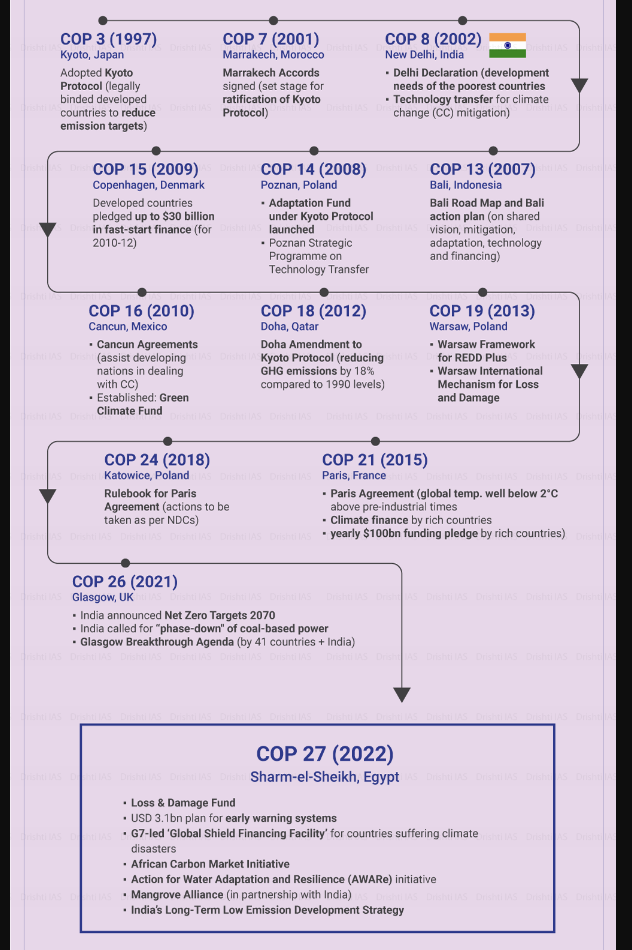 COP 3 (1997)
Kyoto, Japan
Adopted Kyoto
Protocol (legally
binded developed
countries to reduce
emission targets)
COP 7 (2001)
Marrakech, Morocco
Marrakech Accords
signed (set stage for
ratification of Kyoto
Protocol)
COP 8 (2002)
New Delhi, India
▪ Delhi Declaration (development
needs of the poorest countries
▪ Technology transfer for climate
change (CC) mitigation)
COP 15 (2009)
Copenhagen, Denmark
Developed countries
pledged up to $30 billion
in fast-start finance (for
2010-12)
COP 14 (2008)
Poznan, Poland
▪ Adaptation Fund
under Kyoto Protocol
launched
▪ Poznan Strategic
Programme on
Technology Transfer
COP 13 (2007)
Bali, Indonesia
Bali Road Map and Bali
action plan (on shared
vision, mitigation,
adaptation, technology
and financing)
COP 16 (2010)
Cancun, Mexico
▪ Cancun Agreements
(assist developing
nations in dealing
with CC)
▪ Established: Green
Climate Fund
COP 18 (2012)
Doha, Qatar
Doha Amendment to
Kyoto Protocol (reducing
GHG emissions by 18%
compared to 1990 levels)
COP 19 (2013)
Warsaw, Poland
▪ Warsaw Framework
for REDD Plus
▪ Warsaw International
Mechanism for Loss
and Damage
COP 24 (2018)
Katowice, Poland
Rulebook for Paris
Agreement (actions to be
taken as per NDCs)
COP 21 (2015)
Paris, France
▪ Paris Agreement (global temp. well below 2°C
above pre-industrial times
▪ Climate finance by rich countries
▪ yearly $100bn funding pledge by rich countries)
COP 26 (2021)
Glasgow, UK
▪ India announced Net Zero Targets 2070
▪ India called for “phase-down” of coal-based power
▪ Glasgow Breakthrough Agenda (by 41 countries + India)
COP 27 (2022)
Sharm-el-Sheikh, Egypt
▪ Loss & Damage Fund
▪ USD 3.1bn plan for early warning systems
▪ G7-led ‘Global Shield Financing Facility’ for countries suffering climate
disasters
▪ African Carbon Market Initiative
▪ Action for Water Adaptation and Resilience (AWARe) initiative
▪ Mangrove Alliance (in partnership with India)
▪ India’s Long-Term Low Emission Development Strategy